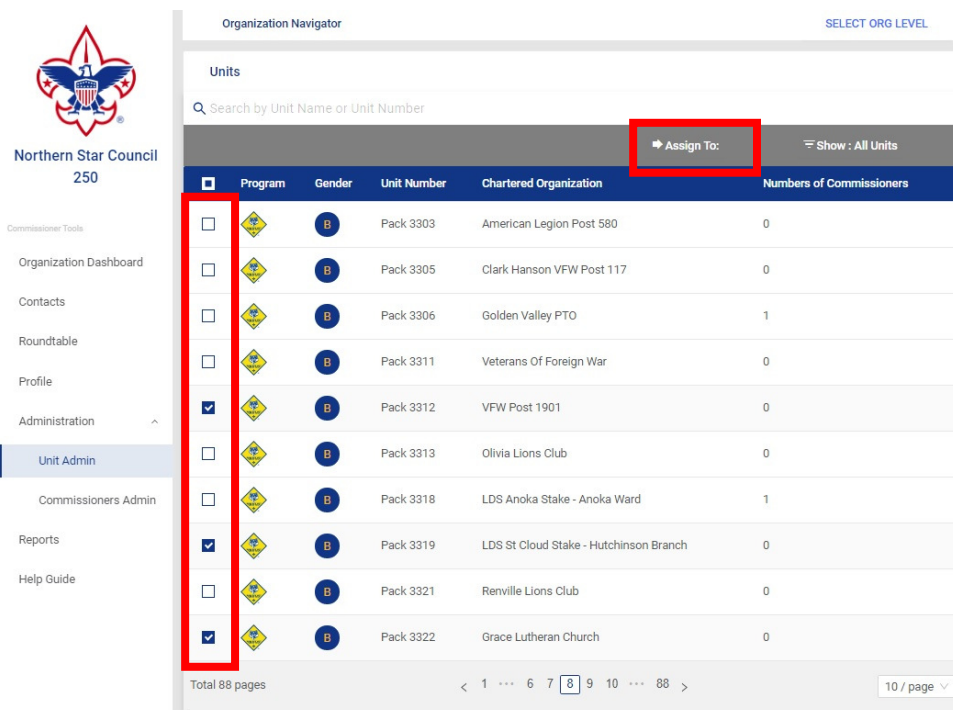 Organization Navigator
SELECT ORG LEVEL
Northern Star Council
250
Commissioner Tools
Organization Dashboard
Contacts
Roundtable
Profile
Administration
Unit Admin
Commissioners Admin
Reports
Help Guide
Units
Search by Unit Name or Unit Number
Assign To:
Show : All Units
Program Gender Unit Number Chartered Organization Numbers of Commissioners
B Pack 3303 American Legion Post 580 0
B Pack 3305 Clark Hanson VFW Post 117 0
B Pack 3306 Golden Valley PTO 1
B Pack 3311 Veterans Of Foreign War 0
B Pack 3312 VFW Post 1901 0
B Pack 3313 Olivia Lions Club 0
B Pack 3318 LDS Anoka Stake - Anoka Ward 1
B Pack 3319 LDS St Cloud Stake - Hutchinson Branch 0
B Pack 3321 Renville Lions Club 0
B Pack 3322 Grace Lutheran Church 0
Total 88 pages
< 1 ··· 6 7 8 9 10 ··· 88 >
10 / page